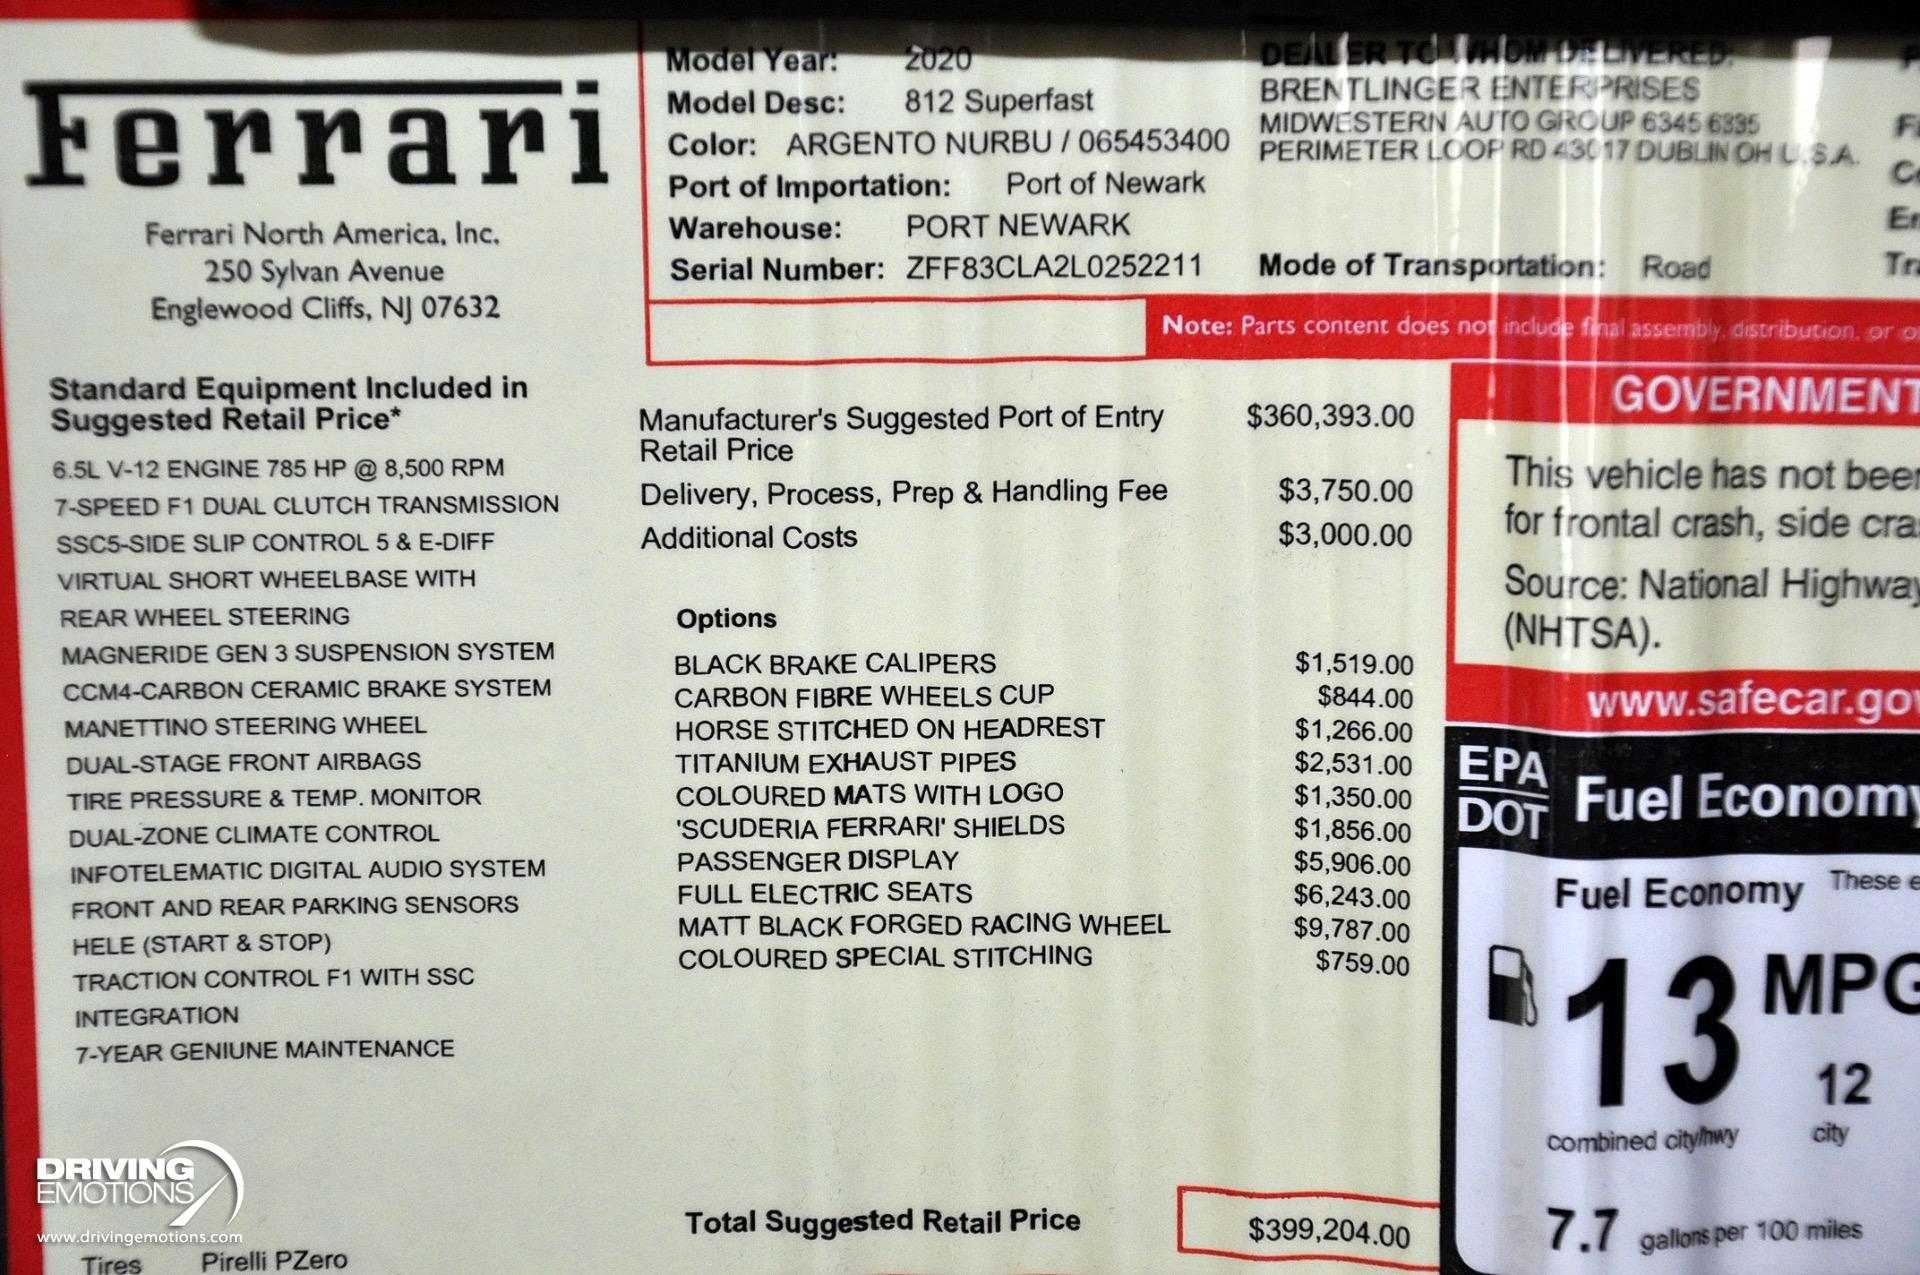 Ferrari
Ferrari North America, Inc.
250 Sylvan Avenue
Englewood Cliffs, NJ 07632
Standard Equipment Included in
Suggested Retail Price*
6.5L V-12 ENGINE 785 HP @ 8,500 RPM
7-SPEED F1 DUAL CLUTCH TRANSMISSION
SSC5-SIDE SLIP CONTROL 5 & E-DIFF
VIRTUAL SHORT WHEELBASE WITH
REAR WHEEL STEERING
MAGNERIDE GEN 3 SUSPENSION SYSTEM
CCM4-CARBON CERAMIC BRAKE SYSTEM
MANETTINO STEERING WHEEL
DUAL-STAGE FRONT AIRBAGS
TIRE PRESSURE & TEMP. MONITOR
DUAL-ZONE CLIMATE CONTROL
INFOTELEMATIC DIGITAL AUDIO SYSTEM
FRONT AND REAR PARKING SENSORS
HELE (START & STOP)
TRACTION CONTROL F1 WITH SSC
INTEGRATION
7-YEAR GENIUNE MAINTENANCE
DRIVING
EMOTIONS
www.drivingemotions.com
Tires Pirelli PZero
Model Year: 2020
Model Desc: 812 Superfast
Color: ARGENTO NURBU / 065453400
Port of Importation: Port of Newark
Warehouse: PORT NEWARK
Serial Number: ZFF83CLA2L0252211
DEALER TO WHOM DELIVERED:
BRENTLINGER ENTERPRISES
MIDWESTERN AUTO GROUP 6345 6335
PERIMETER LOOP RD 43017 DUBLIN OH U.S.A.
Mode of Transportation: Road
Note: Parts content does not include final assembly, distribution, or
Manufacturer's Suggested Port of Entry $360,393.00
Retail Price
Delivery, Process, Prep & Handling Fee $3,750.00
Additional Costs $3,000.00
Options
BLACK BRAKE CALIPERS $1,519.00
CARBON FIBRE WHEELS CUP $844.00
HORSE STITCHED ON HEADREST $1,266.00
TITANIUM EXHAUST PIPES $2,531.00
COLOURED MATS WITH LOGO $1,350.00
'SCUDERIA FERRARI' SHIELDS $1,856.00
PASSENGER DISPLAY $5,906.00
FULL ELECTRIC SEATS $6,243.00
MATT BLACK FORGED RACING WHEEL $9,787.00
COLOURED SPECIAL STITCHING $759.00
Total Suggested Retail Price $399,204.00
GOVERNMENT
This vehicle has not been
for frontal crash, side cra
Source: National Highway
(NHTSA).
www.safecar.gov
EPA
DOT
Fuel Economy
Fuel Economy These e
13 MPG
12
combined city/hwy city
7.7 gallons per 100 miles